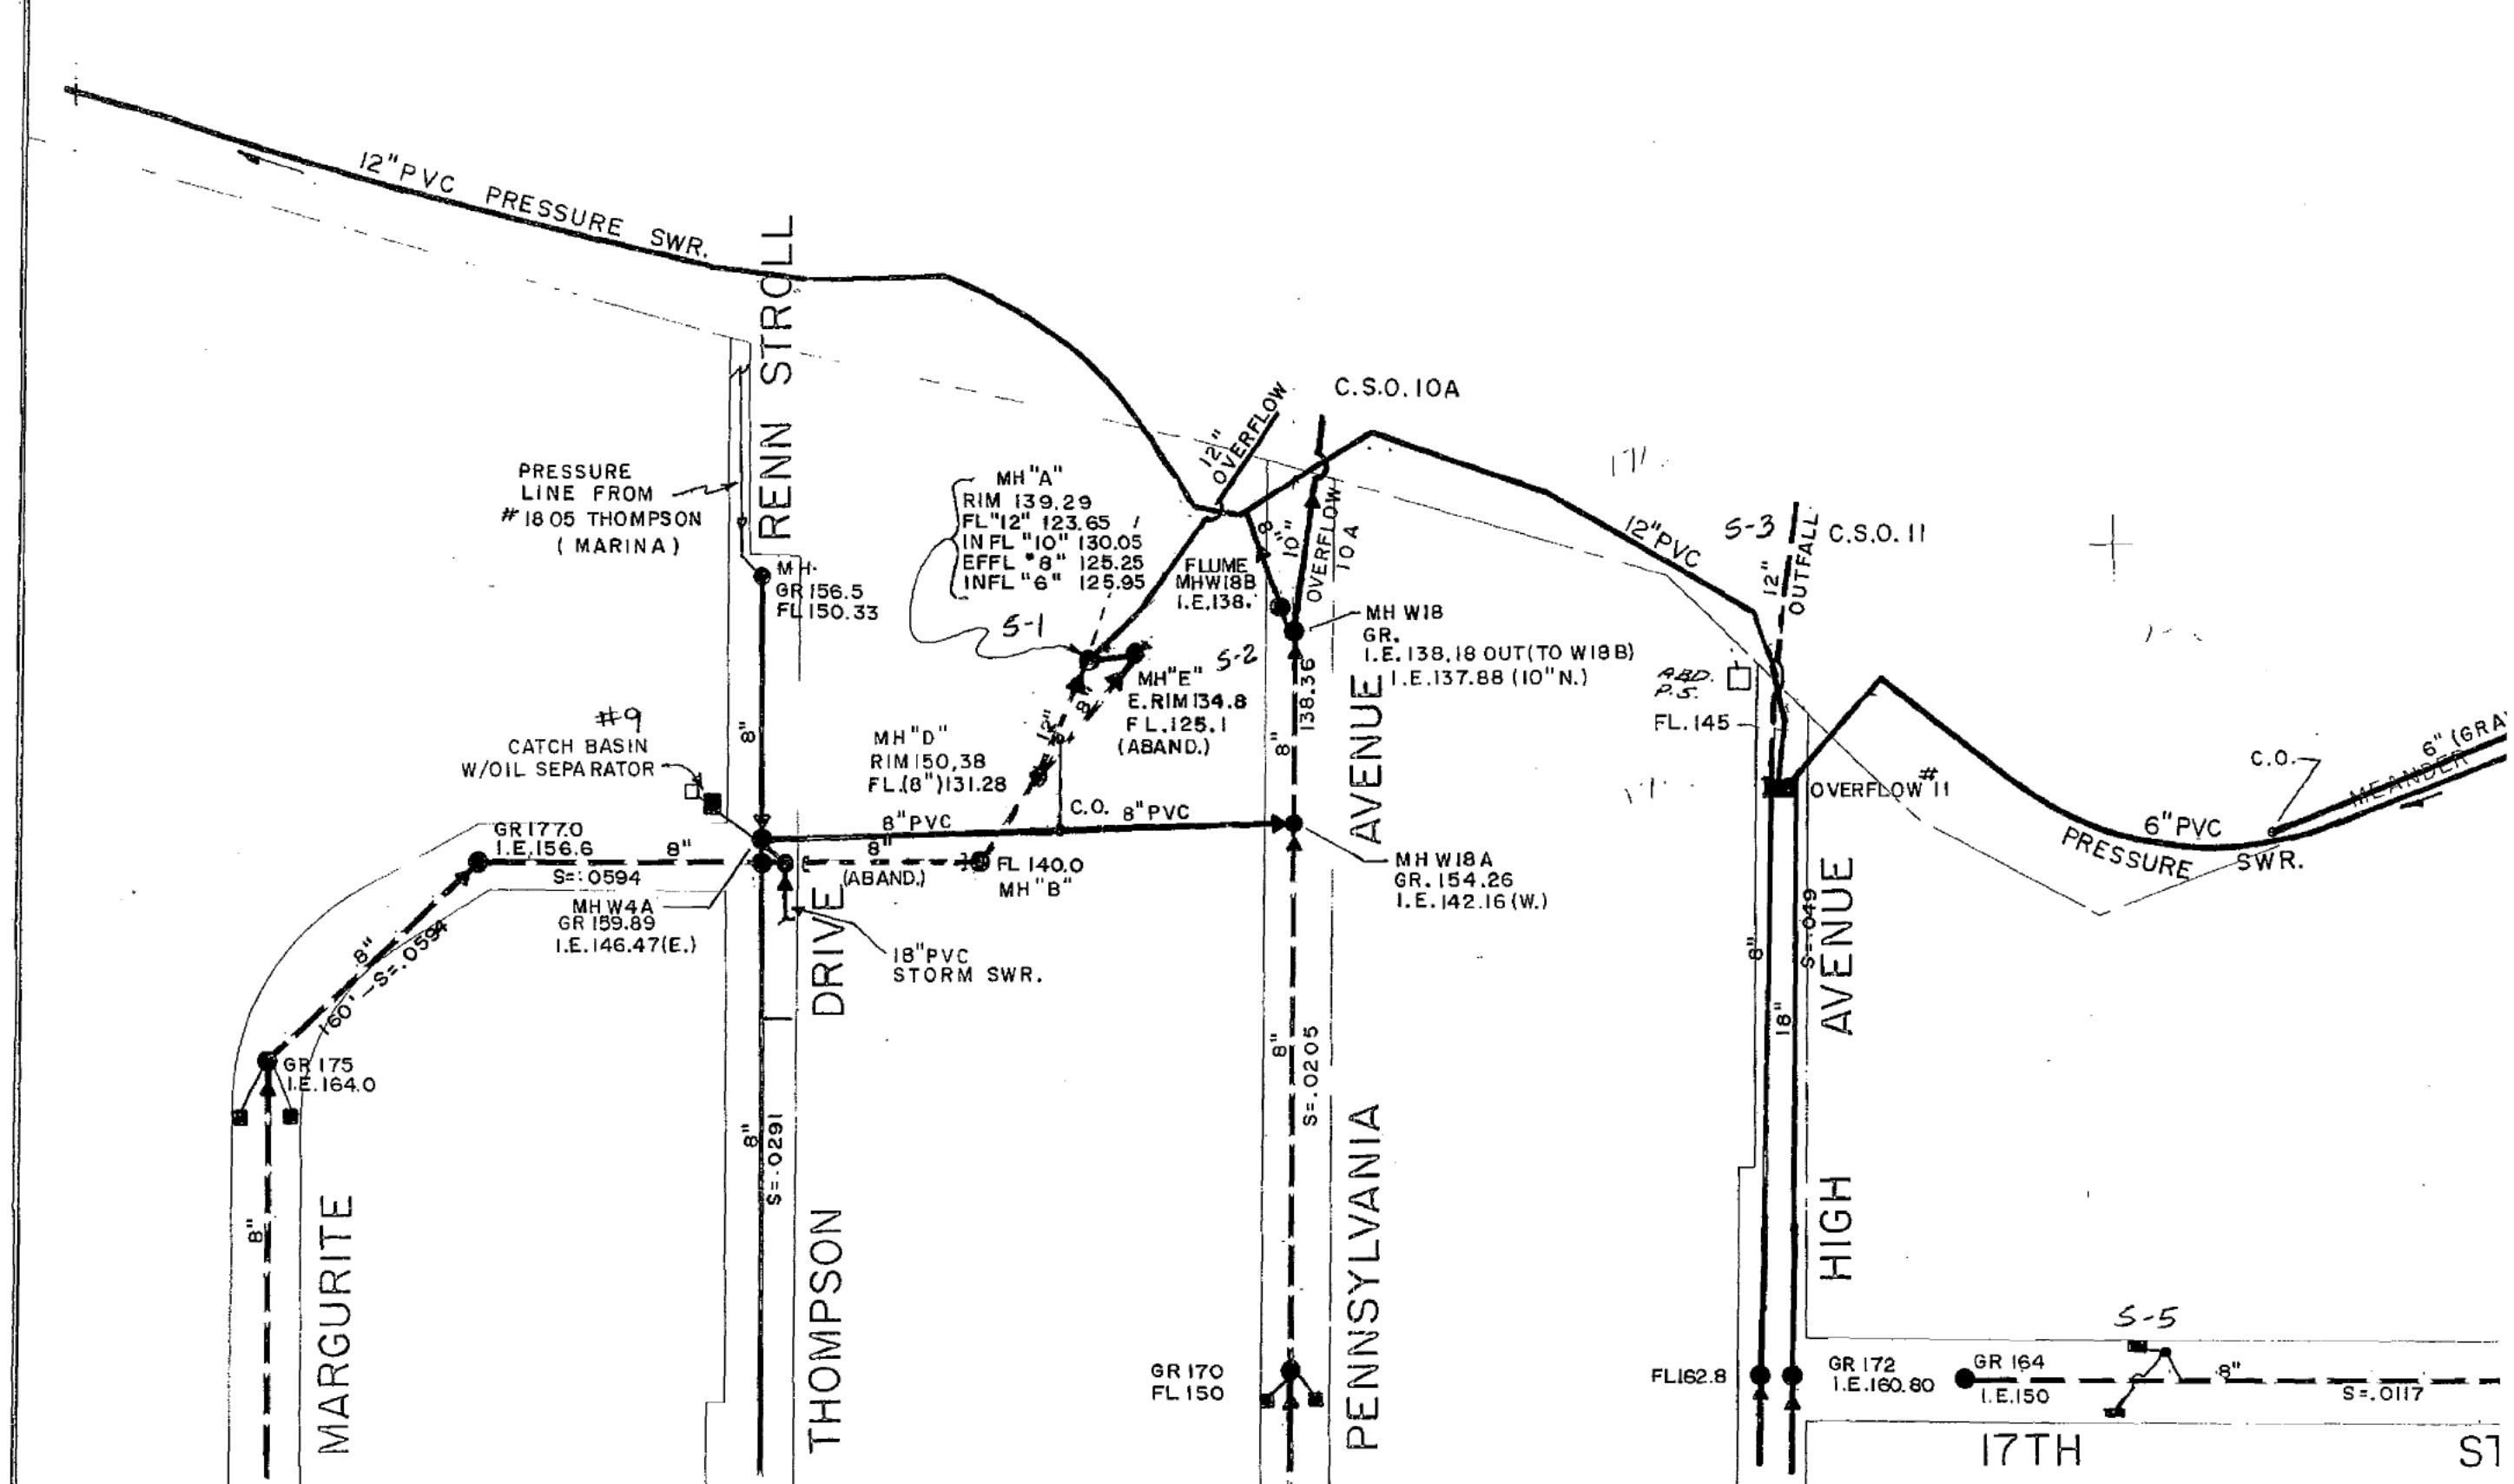 12" PVC PRESSURE SWR.
RENN STROLL
C.S.O. 10A
12"
OVERFLOW
PRESSURE
LINE FROM
# 1805 THOMPSON
( MARINA )
MH "A"
RIM 139.29
FL "12" 123.65
IN FL "10" 130.05
EFFL "8" 125.25
INFL "6" 125.95
S-1
FLUME
MHW18B
I.E. 138.
8"
10"
OVERFLOW
10 A
12" PVC
S-3
C.S.O. 11
12"
OUTFALL
M H.
GR 156.5
FL 150.33
MH W18
GR.
I.E. 138.18 OUT (TO W18B)
I.E. 137.88 (10" N.)
S-2
MH "E"
E. RIM 134.8
FL. 125.1
(ABAND.)
8"
12"
138.36
8"
ABD.
P.S.
FL. 145
#9
CATCH BASIN
W/OIL SEPARATOR
8"
MH "D"
RIM 150.38
FL. (8") 131.28
8" PVC
C.O.
8" PVC
AVENUE
OVERFLOW # 11
C.O.
6" (GRA
MEANDER
6" PVC
PRESSURE SWR.
GR 177.0
I.E. 156.6
8"
S=.0594
8"
(ABAND.)
FL 140.0
MH "B"
MH W18A
GR. 154.26
I.E. 142.16 (W.)
MH W4A
GR 159.89
I.E. 146.47 (E.)
18" PVC
STORM SWR.
DRIVE
8"
160' - S=.0594
8"
S=.049
AVENUE
18"
GR 175
I.E. 164.0
8"
S=.0205
8"
S=.0291
8"
MARGURITE
THOMPSON
PENNSYLVANIA
HIGH
GR 170
FL 150
FL 162.8
GR 172
I.E. 160.80
GR 164
I.E. 150
S-5
8"
S=.0117
17TH
ST